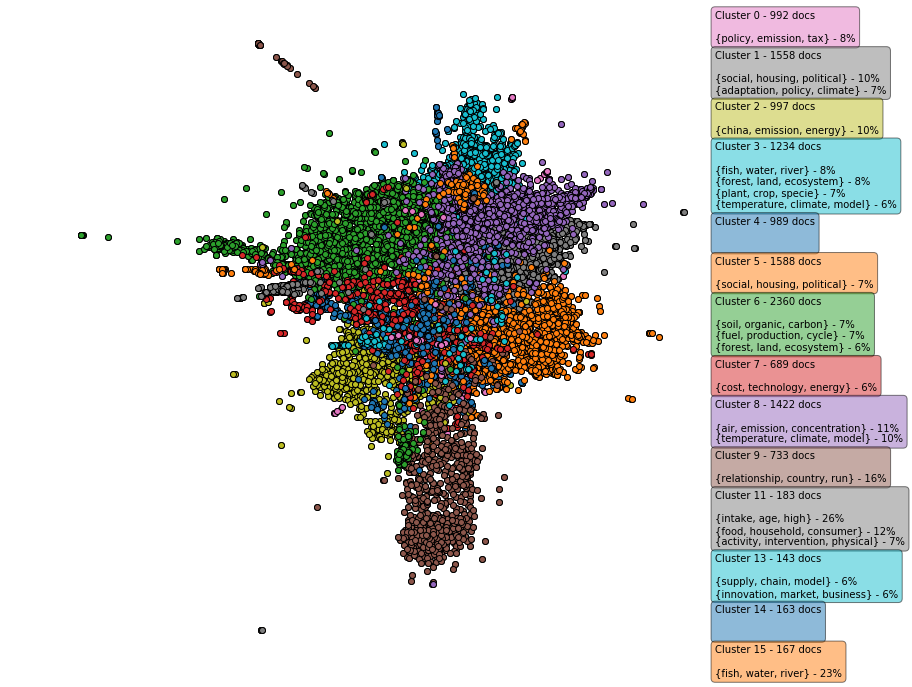 Cluster 0 - 992 docs
{policy, emission, tax} - 8%
Cluster 1 - 1558 docs
{social, housing, political} - 10%
{adaptation, policy, climate} - 7%
Cluster 2 - 997 docs
{china, emission, energy} - 10%
Cluster 3 - 1234 docs
{fish, water, river} - 8%
{forest, land, ecosystem} - 8%
{plant, crop, specie} - 7%
{temperature, climate, model} - 6%
Cluster 4 - 989 docs
Cluster 5 - 1588 docs
{social, housing, political} - 7%
Cluster 6 - 2360 docs
{soil, organic, carbon} - 7%
{fuel, production, cycle} - 7%
{forest, land, ecosystem} - 6%
Cluster 7 - 689 docs
{cost, technology, energy} - 6%
Cluster 8 - 1422 docs
{air, emission, concentration} - 11%
{temperature, climate, model} - 10%
Cluster 9 - 733 docs
{relationship, country, run} - 16%
Cluster 11 - 183 docs
{intake, age, high} - 26%
{food, household, consumer} - 12%
{activity, intervention, physical} - 7%
Cluster 13 - 143 docs
{supply, chain, model} - 6%
{innovation, market, business} - 6%
Cluster 14 - 163 docs
Cluster 15 - 167 docs
{fish, water, river} - 23%